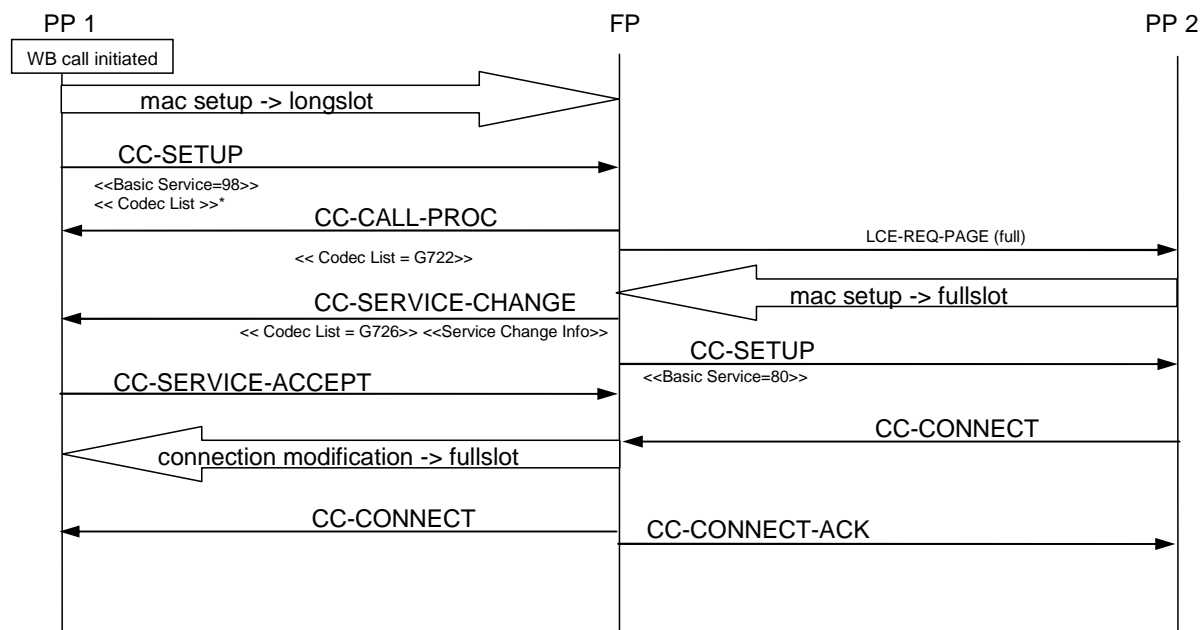 PP 1
FP
PP 2
WB call initiated
mac setup -> longslot
CC-SETUP
<<Basic Service=98>>
<< Codec List >>*
CC-CALL-PROC
<< Codec List = G722>>
LCE-REQ-PAGE (full)
mac setup -> fullslot
CC-SERVICE-CHANGE
<< Codec List = G726>> <<Service Change Info>>
CC-SETUP
<<Basic Service=80>>
CC-SERVICE-ACCEPT
CC-CONNECT
connection modification -> fullslot
CC-CONNECT
CC-CONNECT-ACK